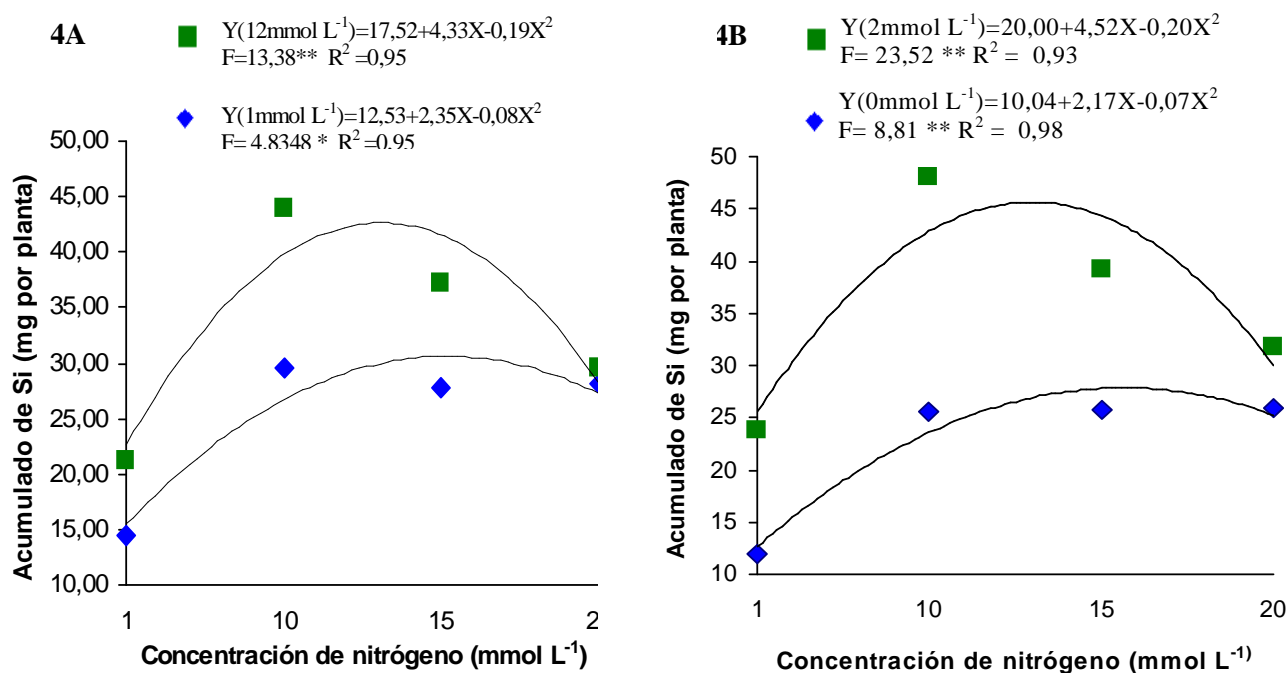 4A
Y(12mmol L⁻¹)=17,52+4,33X-0,19X²
F=13,38** R²=0,95
Y(1mmol L⁻¹)=12,53+2,35X-0,08X²
F= 4.8348 * R²=0.95
50,00
45,00
40,00
35,00
30,00
25,00
20,00
15,00
10,00
Acumulado de Si (mg por planta)
1 10 15 2
Concentración de nitrógeno (mmol L⁻¹)
4B
Y(2mmol L⁻¹)=20,00+4,52X-0,20X²
F= 23,52 ** R² = 0,93
Y(0mmol L⁻¹)=10,04+2,17X-0,07X²
F= 8,81 ** R² = 0,98
50
45
40
35
30
25
20
15
10
Acumulado de Si (mg por planta)
1 10 15 20
Concentración de nitrógeno (mmol L⁻¹⁾